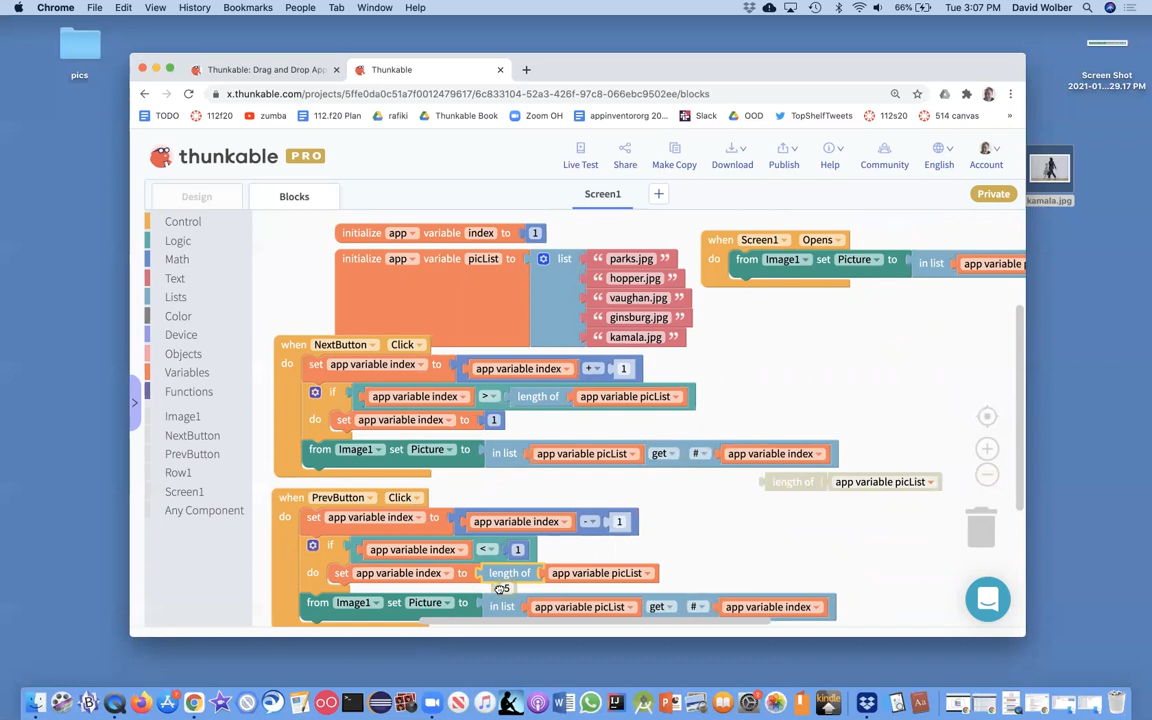 Chrome File Edit View History Bookmarks People Tab Window Help 66% Tue 3:07 PM David Wolber
pics
Screen Shot
2021-01...29.17 PM
kamala.jpg
Thunkable: Drag and Drop App
Thunkable
x.thunkable.com/projects/5ffe0da0c51a7f0012479617/6c833104-52a3-426f-97c8-066ebc9502ee/blocks
TODO 112f20 zumba 112.f20 Plan rafiki Thunkable Book Zoom OH appinventororg 20... Slack OOD TopShelfTweets 112s20 514 canvas »
thunkable PRO
Live Test Share Make Copy Download Publish Help Community English Account
Design Blocks Screen1 + Private
Control
Logic
Math
Text
Lists
Color
Device
Objects
Variables
Functions
Image1
NextButton
PrevButton
Row1
Screen1
Any Component
initialize app variable index to 1
initialize app variable picList to list “ parks.jpg ”
“ hopper.jpg ”
“ vaughan.jpg ”
“ ginsburg.jpg ”
“ kamala.jpg ”
when Screen1 Opens
do from Image1 set Picture to in list app variable p
when NextButton Click
do set app variable index to app variable index + 1
if app variable index > length of app variable picList
do set app variable index to 1
from Image1 set Picture to in list app variable picList get # app variable index
length of app variable picList
when PrevButton Click
do set app variable index to app variable index - 1
if app variable index < 1
do set app variable index to length of app variable picList
5
from Image1 set Picture to in list app variable picList get # app variable index